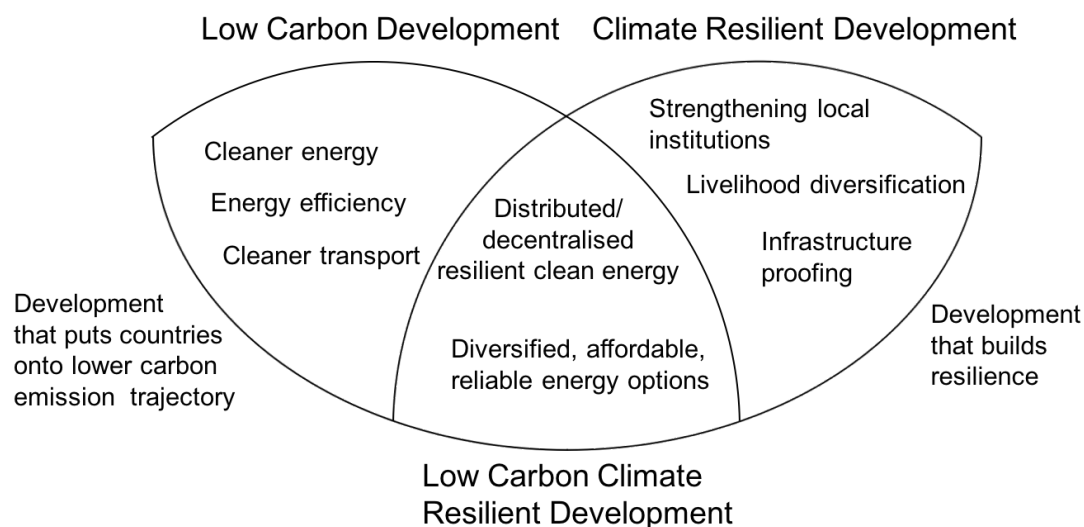 Low Carbon Development
Climate Resilient Development
Cleaner energy
Energy efficiency
Cleaner transport
Development
that puts countries
onto lower carbon
emission trajectory
Distributed/
decentralised
resilient clean energy
Diversified, affordable,
reliable energy options
Strengthening local
institutions
Livelihood diversification
Infrastructure
proofing
Development
that builds
resilience
Low Carbon Climate
Resilient Development